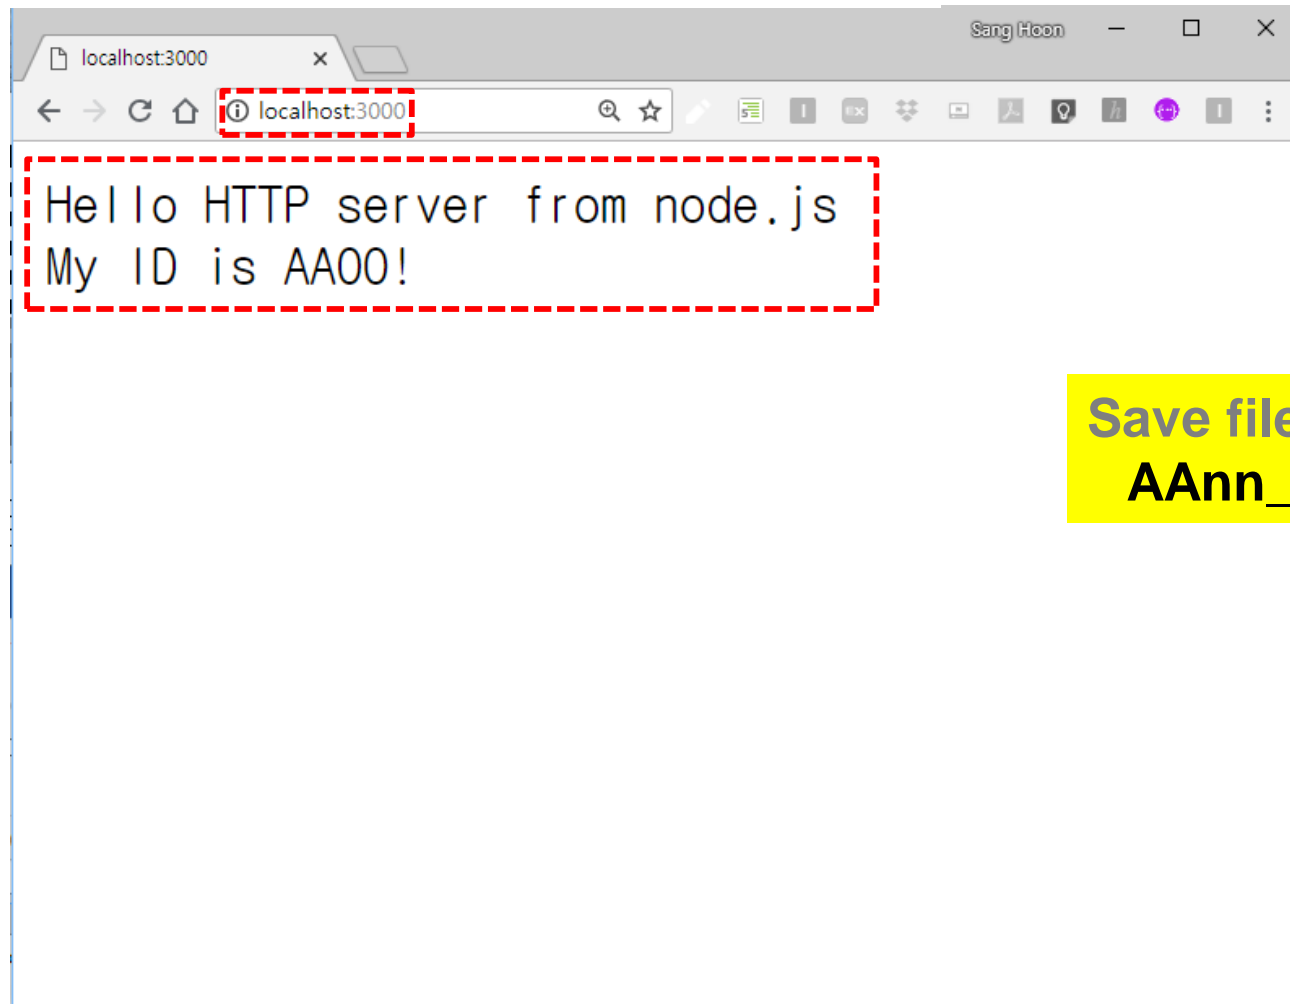 Sang Hoon
localhost:3000
localhost:3000
Hello HTTP server from node.js
My ID is AA00!
Save file
AAnn_